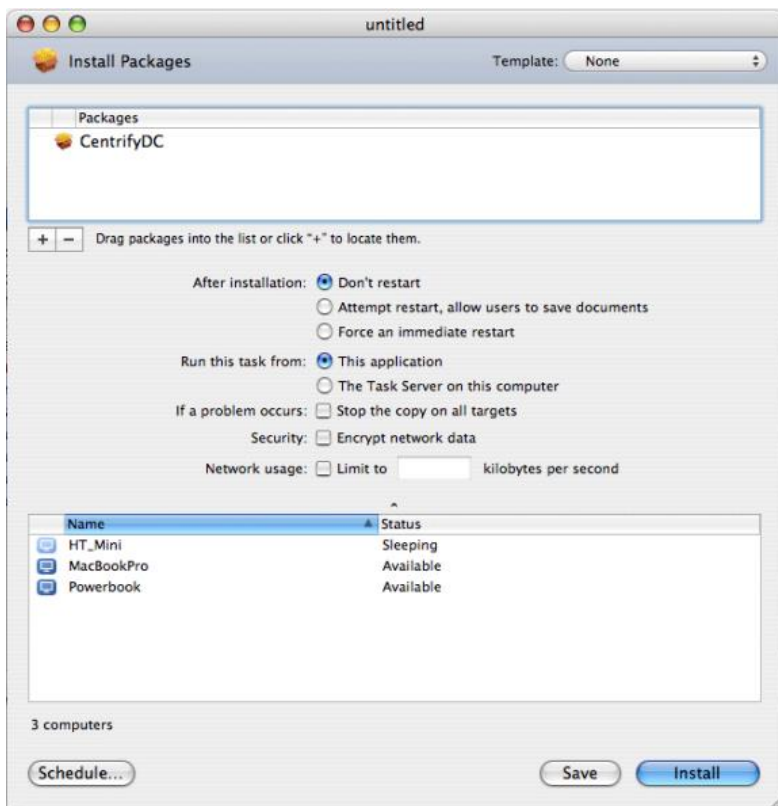 untitled
Install Packages Template: None
Packages
CentrifyDC
+ − Drag packages into the list or click "+" to locate them.
After installation: Don't restart
Attempt restart, allow users to save documents
Force an immediate restart
Run this task from: This application
The Task Server on this computer
If a problem occurs: Stop the copy on all targets
Security: Encrypt network data
Network usage: Limit to kilobytes per second
Name Status
HT_Mini Sleeping
MacBookPro Available
Powerbook Available
3 computers
Schedule... Save Install